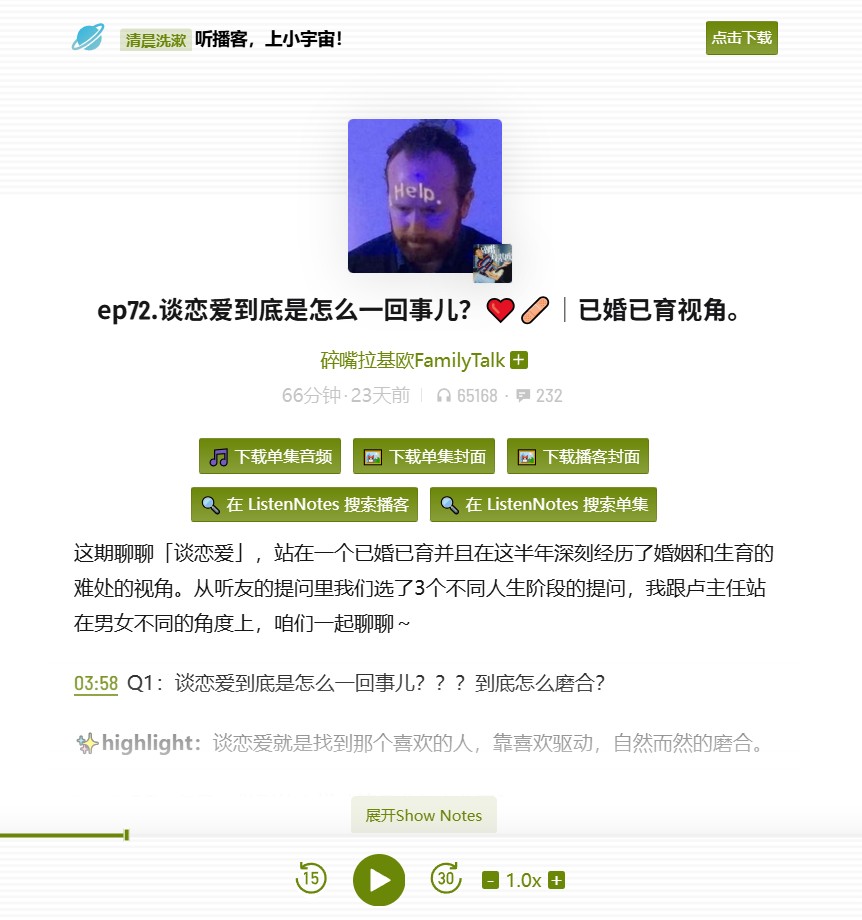 清晨洗漱 听播客，上小宇宙！
点击下载
Help.
ep72.谈恋爱到底是怎么一回事儿？❤️🩹｜已婚已育视角。
碎嘴拉基欧FamilyTalk +
66分钟·23天前 | 65168 · 232
下载单集音频 下载单集封面 下载播客封面
在 ListenNotes 搜索播客 在 ListenNotes 搜索单集
这期聊聊「谈恋爱」，站在一个已婚已育并且在这半年深刻经历了婚姻和生育的
难处的视角。从听友的提问里我们选了3个不同人生阶段的提问，我跟卢主任站
在男女不同的角度上，咱们一起聊聊～
03:58 Q1：谈恋爱到底是怎么一回事儿？？？到底怎么磨合？
✨highlight：谈恋爱就是找到那个喜欢的人，靠喜欢驱动，自然而然的磨合。
展开Show Notes
15 30 - 1.0x +